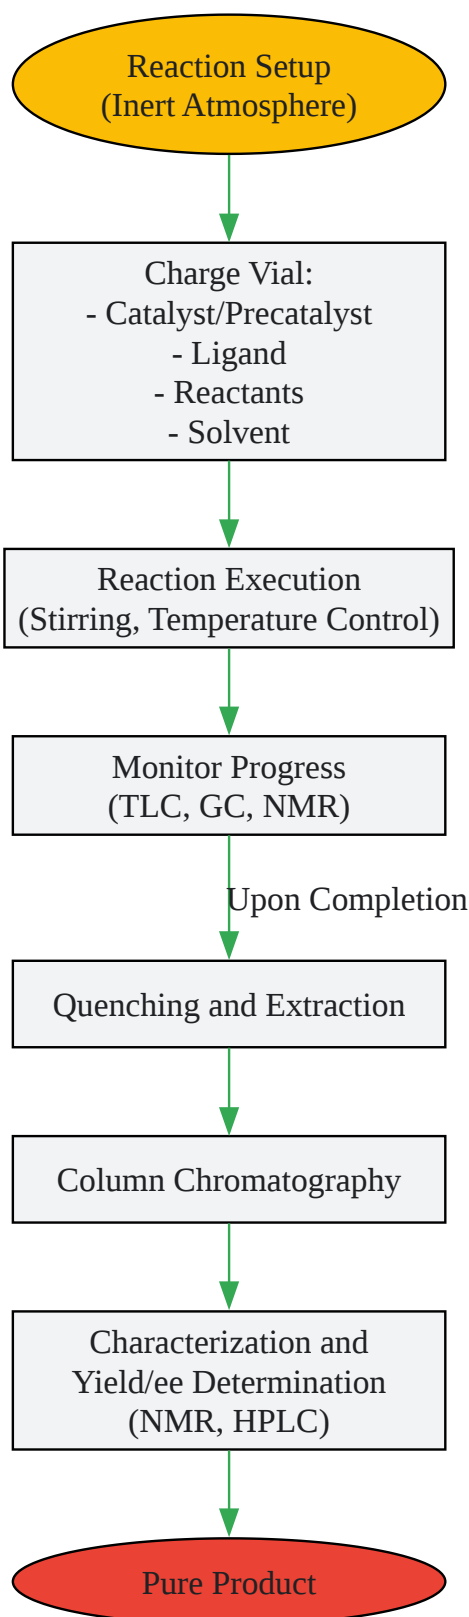 Reaction Setup
(Inert Atmosphere)
Charge Vial:
- Catalyst/Precatalyst
- Ligand
- Reactants
- Solvent
Reaction Execution
(Stirring, Temperature Control)
Monitor Progress
(TLC, GC, NMR)
Upon Completion
Quenching and Extraction
Column Chromatography
Characterization and
Yield/ee Determination
(NMR, HPLC)
Pure Product